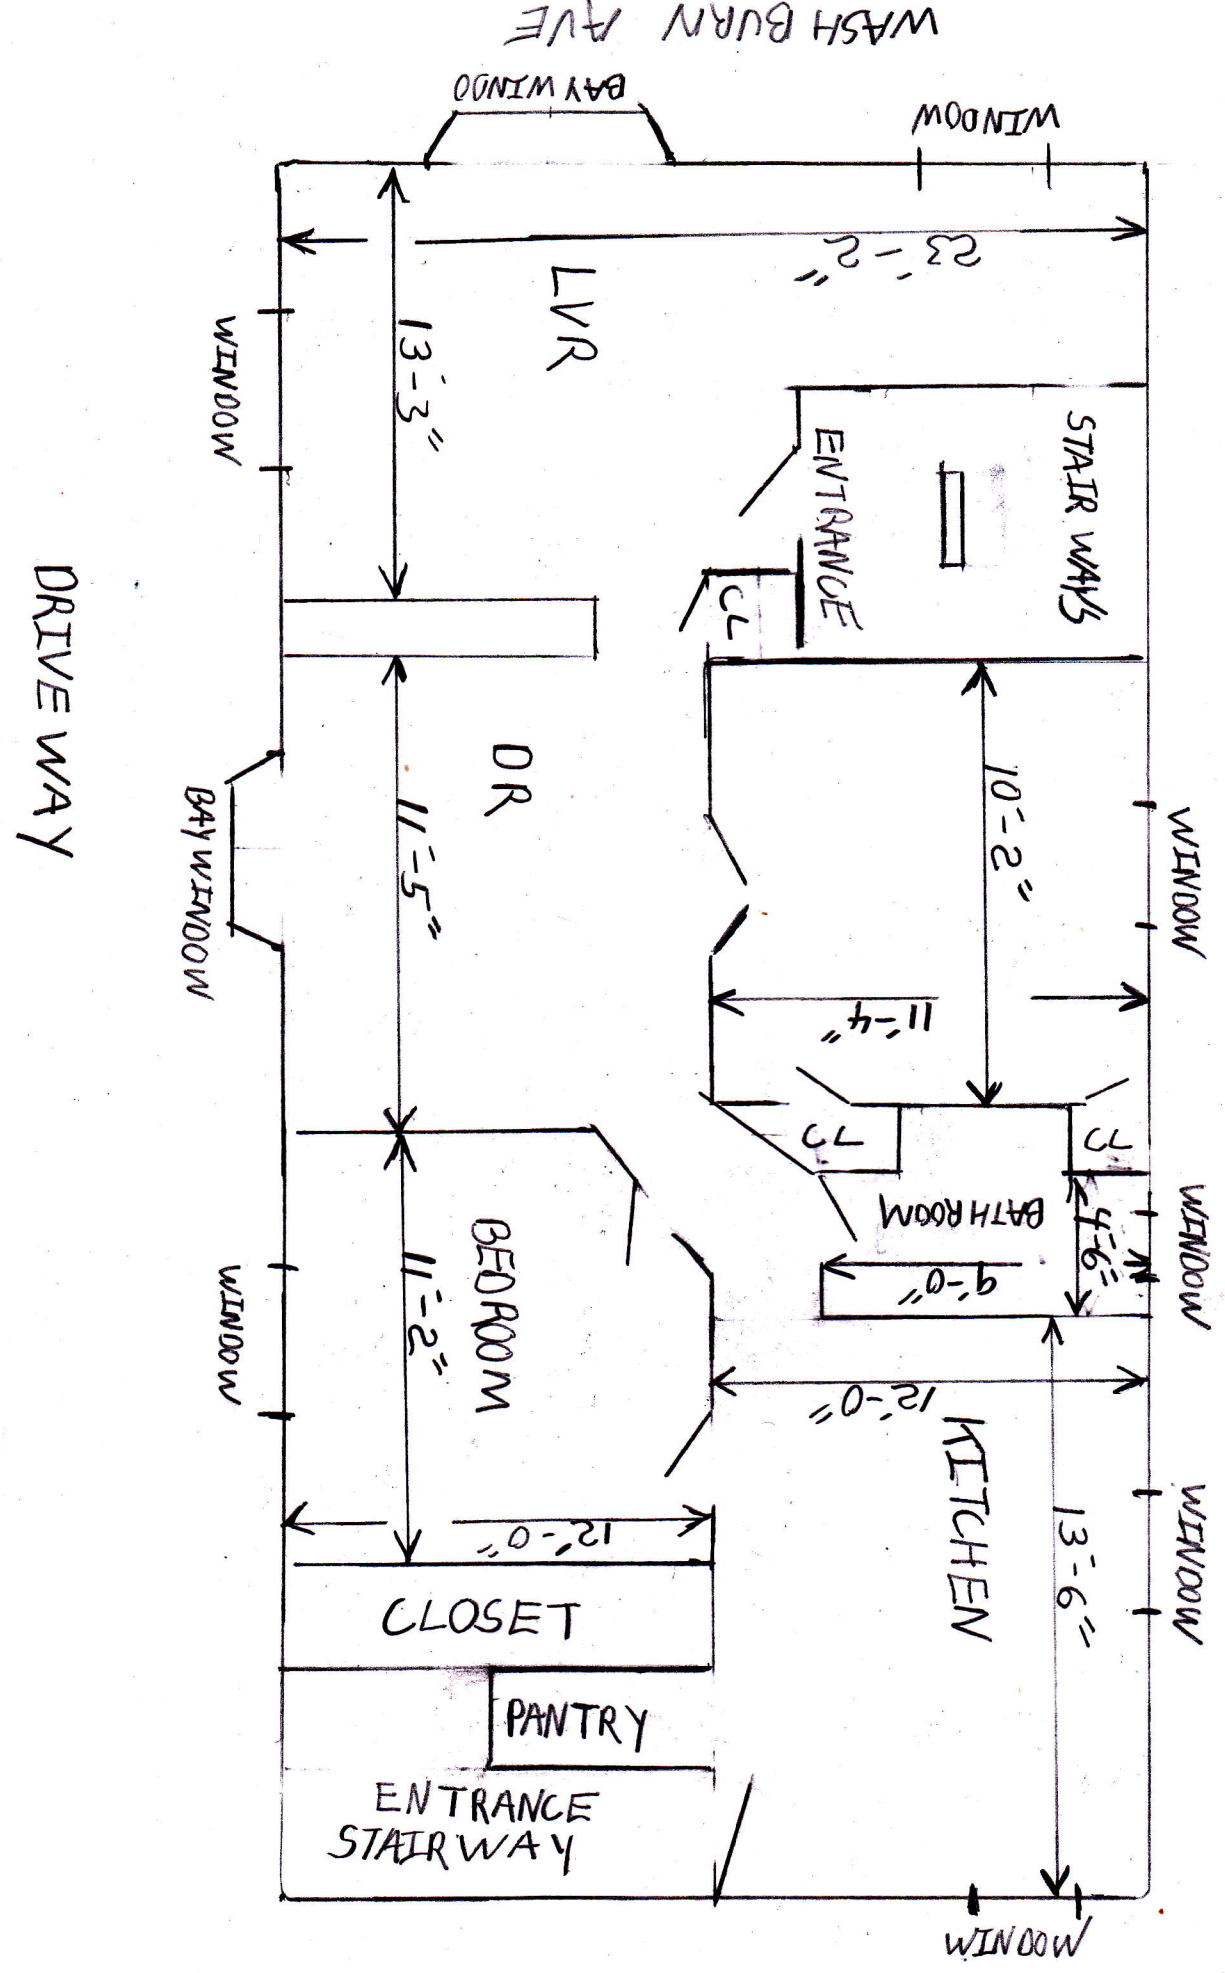 WASH BURN AVE
BAY WINDO
WINDOW
23'-2"
LVR
13'-3"
WINDOW
STAIR WAYS
ENTRANCE
CL
DRIVE WAY
DR
11'-5"
BAY WINDOW
10'-2"
WINDOW
11'-4"
CL
CL
BATHROOM
4'-6"
WINDOW
9'-0"
BEDROOM
11'-2"
WINDOW
12'-0"
KITCHEN
13'-6"
WINDOW
12'-0"
CLOSET
PANTRY
ENTRANCE
STAIRWAY
WINDOW